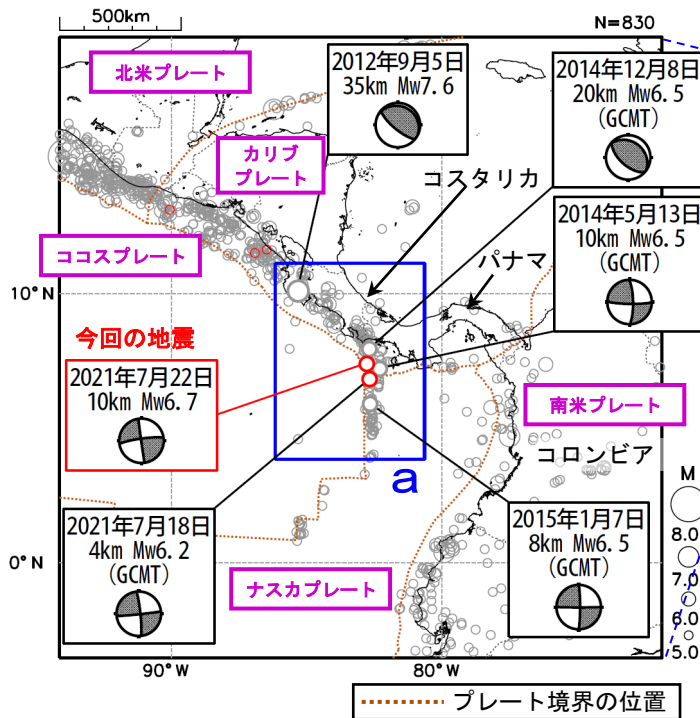 500km
N=830
北米プレート
2012年9月5日
35km Mw7.6
2014年12月8日
20km Mw6.5
(GCMT)
カリブ
プレート
コスタリカ
2014年5月13日
10km Mw6.5
(GCMT)
ココスプレート
パナマ
10°N
今回の地震
2021年7月22日
10km Mw6.7
南米プレート
コロンビア
a
M
8.0
7.0
6.0
5.0
2021年7月18日
4km Mw6.2
(GCMT)
2015年1月7日
8km Mw6.5
(GCMT)
0°N
ナスカプレート
90°W
80°W
プレート境界の位置